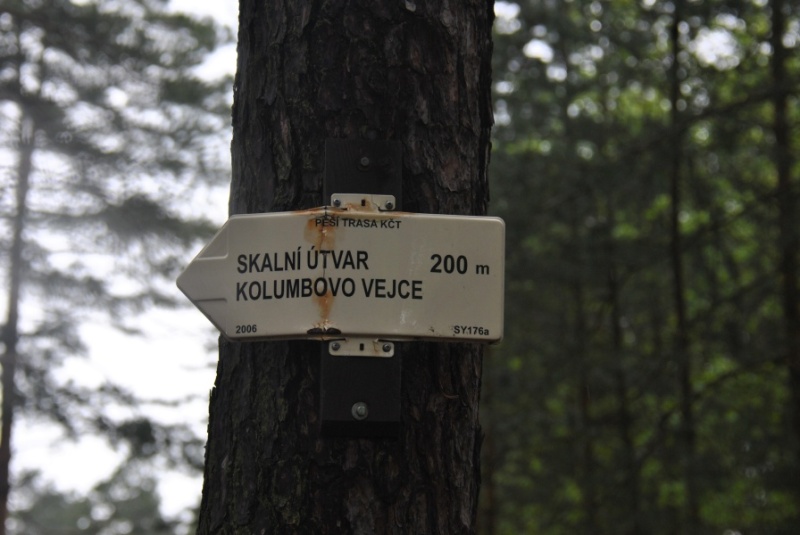 PĚŠÍ TRASA KČT
SKALNÍ ÚTVAR 200 m
KOLUMBOVO VEJCE
2006 SY176a